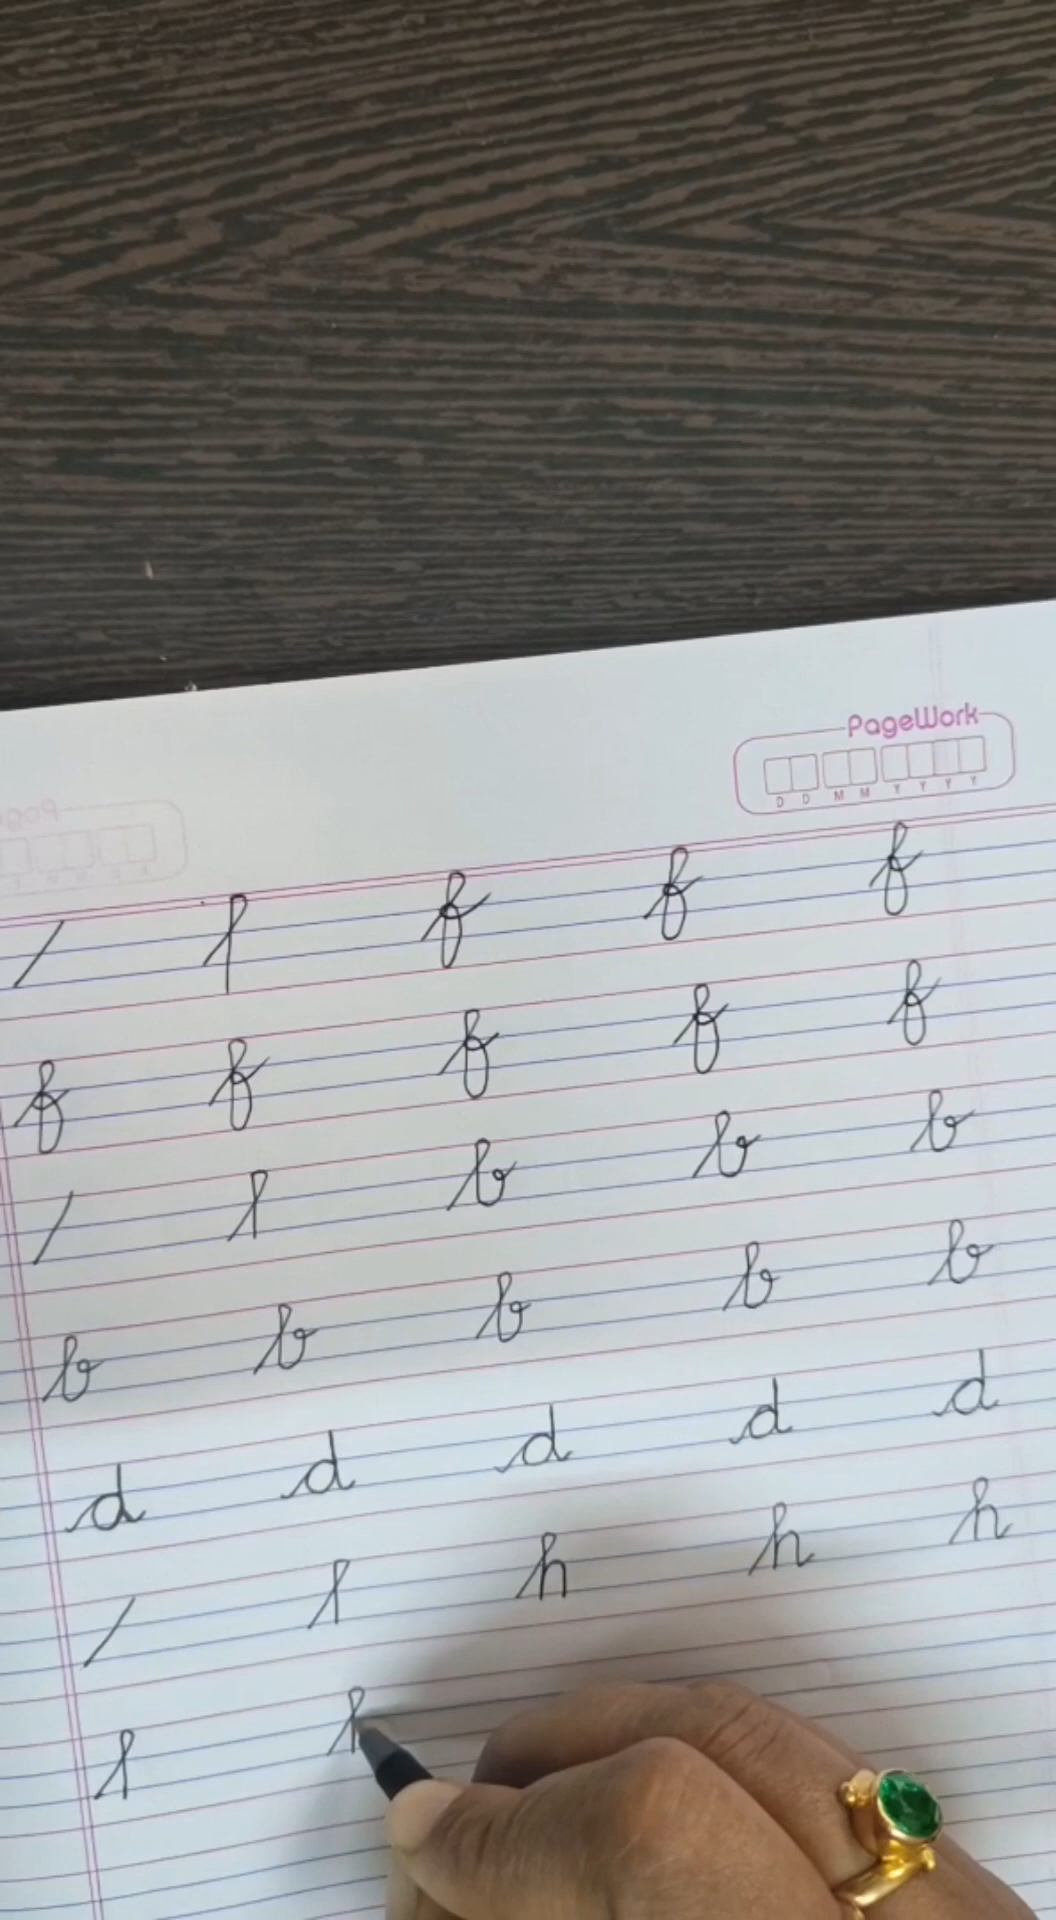 PageWork
D D M M Y Y Y Y
f f f
f f f f f
l b b b
b b b b b
d d d d d
l h h h
l l